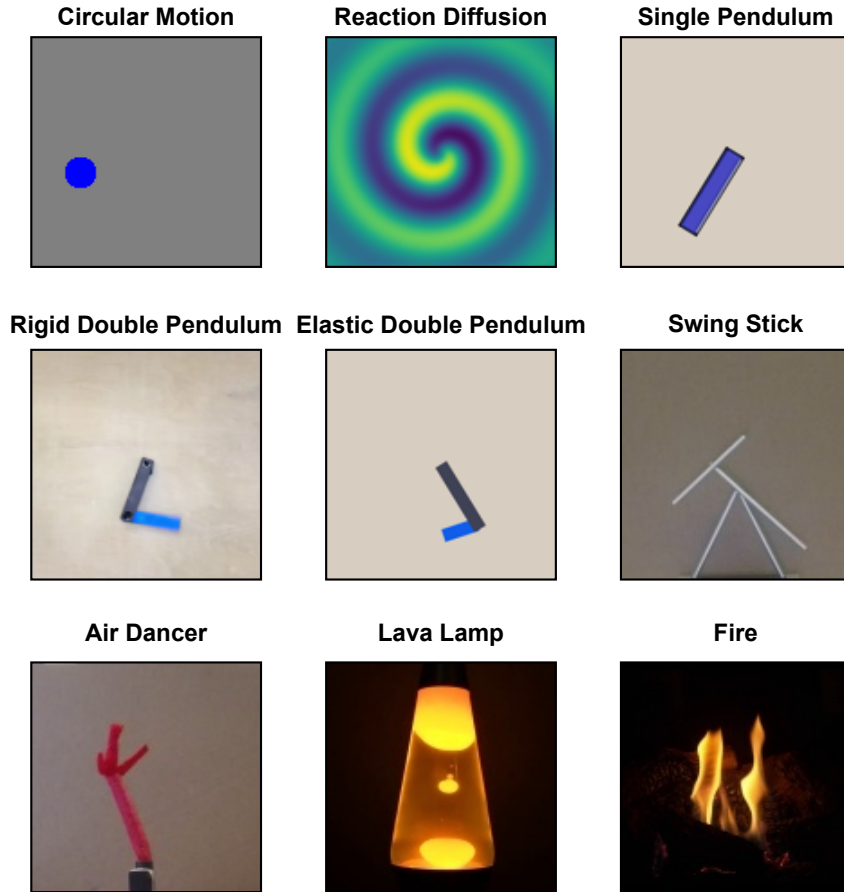 Circular Motion
Reaction Diffusion
Single Pendulum
Rigid Double Pendulum
Elastic Double Pendulum
Swing Stick
Air Dancer
Lava Lamp
Fire